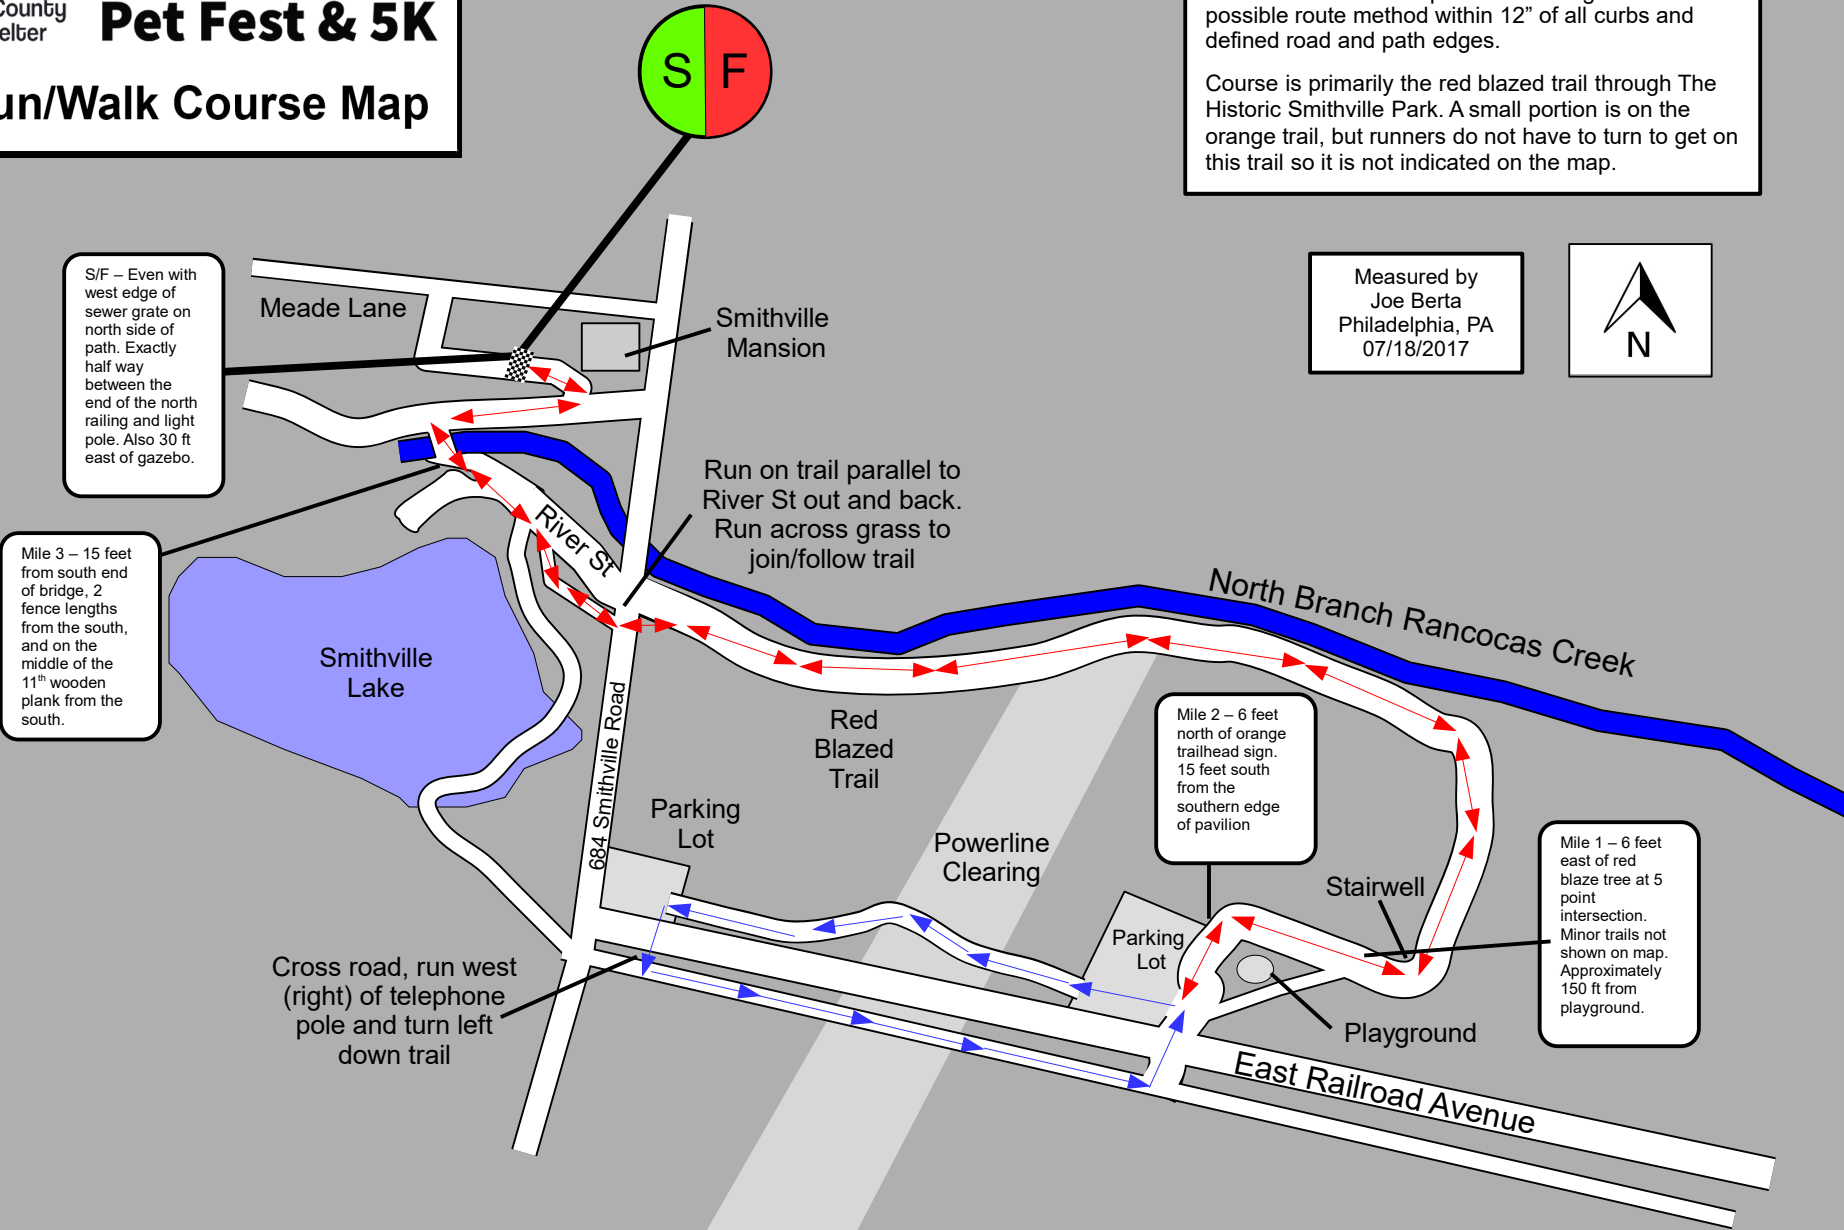 County
Pet Fest & 5K
elter
un/Walk Course Map
S F
possible route method within 12” of all curbs and
defined road and path edges.
Course is primarily the red blazed trail through The
Historic Smithville Park. A small portion is on the
orange trail, but runners do not have to turn to get on
this trail so it is not indicated on the map.
Measured by
Joe Berta
Philadelphia, PA
07/18/2017
N
S/F – Even with
west edge of
sewer grate on
north side of
path. Exactly
half way
between the
end of the north
railing and light
pole. Also 30 ft
east of gazebo.
Meade Lane
Smithville
Mansion
Run on trail parallel to
River St out and back.
Run across grass to
join/follow trail
River St
Mile 3 – 15 feet
from south end
of bridge, 2
fence lengths
from the south,
and on the
middle of the
11th wooden
plank from the
south.
Smithville
Lake
North Branch Rancocas Creek
684 Smithville Road
Red
Blazed
Trail
Mile 2 – 6 feet
north of orange
trailhead sign.
15 feet south
from the
southern edge
of pavilion
Parking
Lot
Powerline
Clearing
Stairwell
Mile 1 – 6 feet
east of red
blaze tree at 5
point
intersection.
Minor trails not
shown on map.
Approximately
150 ft from
playground.
Parking
Lot
Cross road, run west
(right) of telephone
pole and turn left
down trail
Playground
East Railroad Avenue